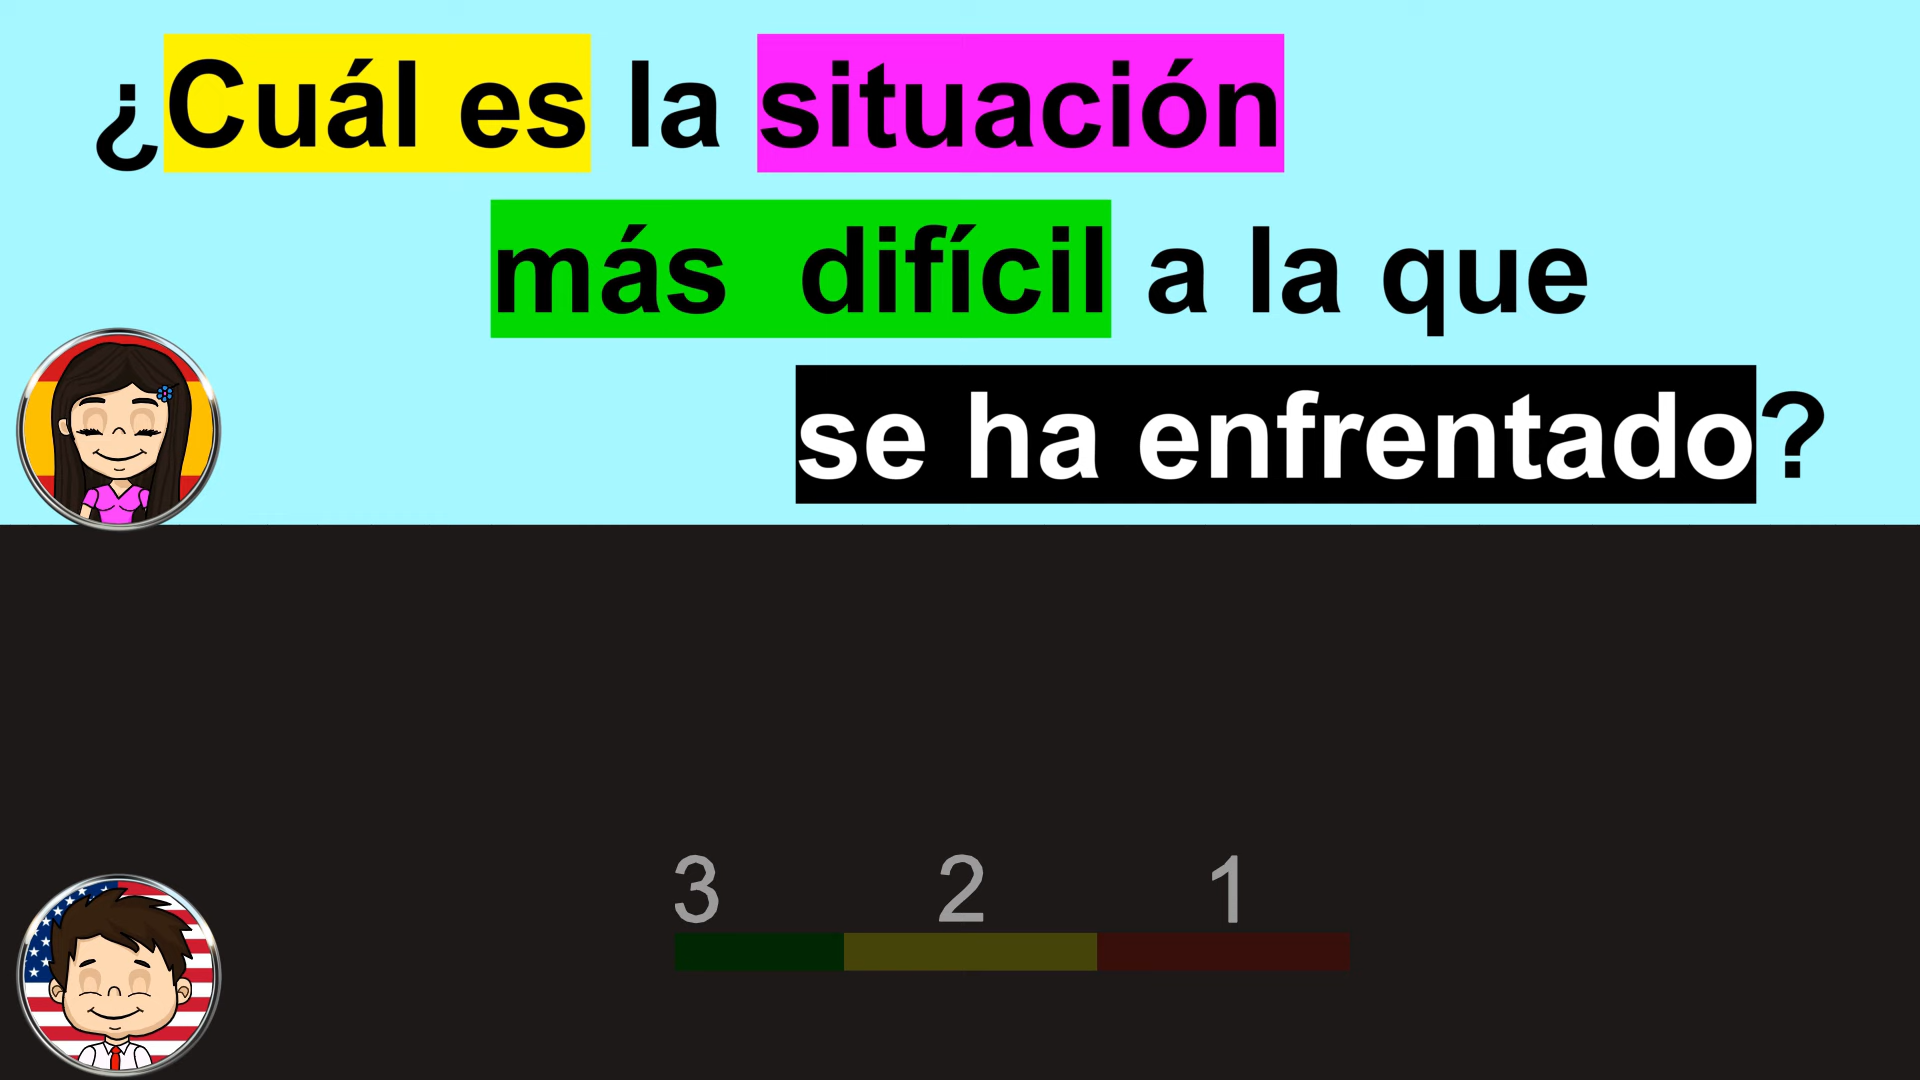 ¿Cuál es la situación
más difícil a la que
se ha enfrentado?
3 2 1